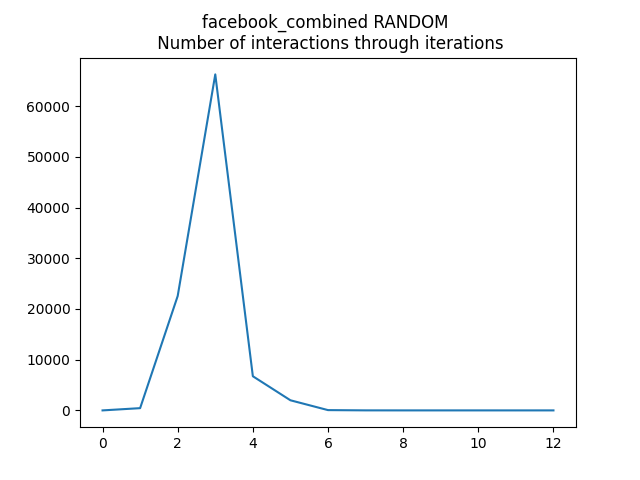 facebook_combined RANDOM
Number of interactions through iterations
60000
50000
40000
30000
20000
10000
0
0 2 4 6 8 10 12